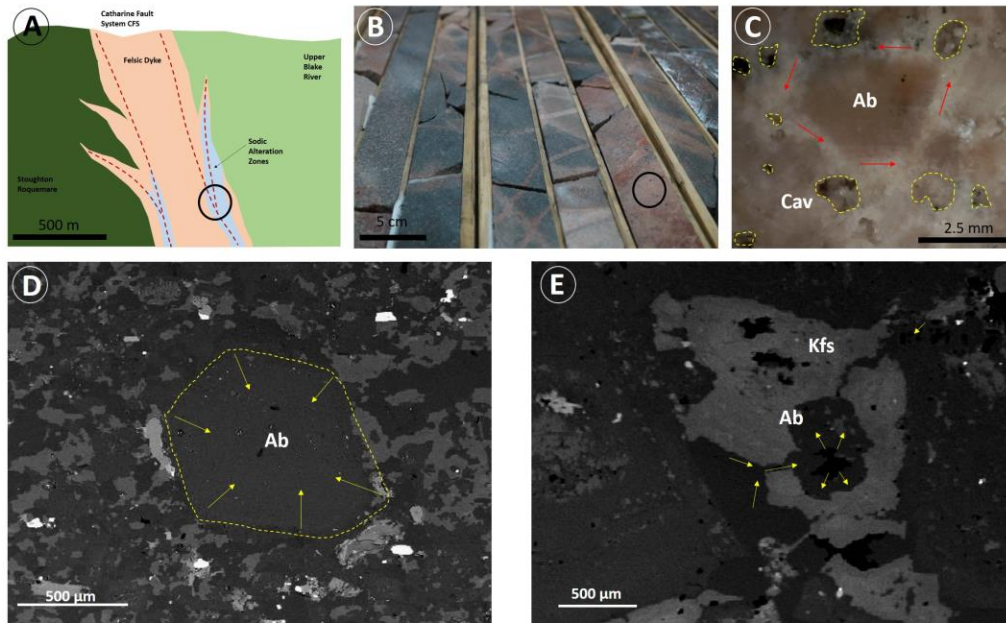 A
Catharine Fault
System CFS
Felsic Dyke
Upper
Blake
River
Sodic
Alteration
Zones
Stoughton
Roquemare
500 m
B
5 cm
C
Ab
Cav
2.5 mm
D
Ab
500 µm
E
Kfs
Ab
500 µm